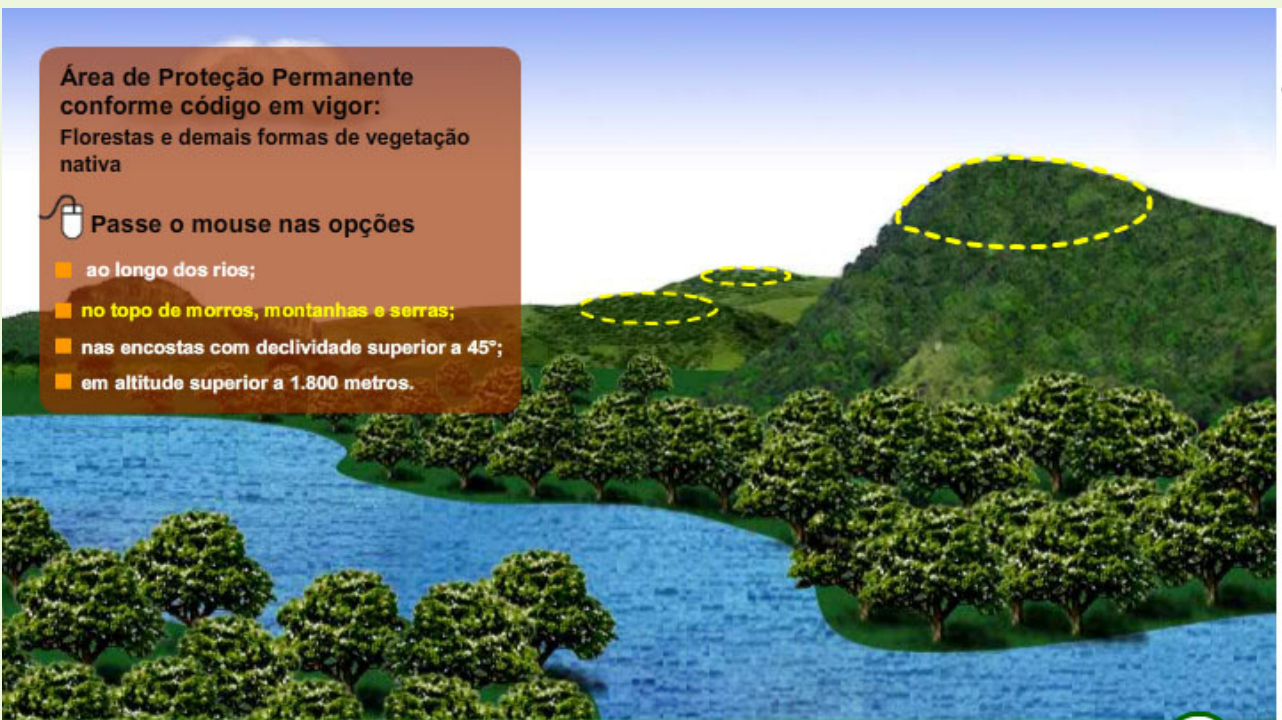 Área de Proteção Permanente
conforme código em vigor:
Florestas e demais formas de vegetação
nativa
Passe o mouse nas opções
ao longo dos rios;
no topo de morros, montanhas e serras;
nas encostas com declividade superior a 45°;
em altitude superior a 1.800 metros.